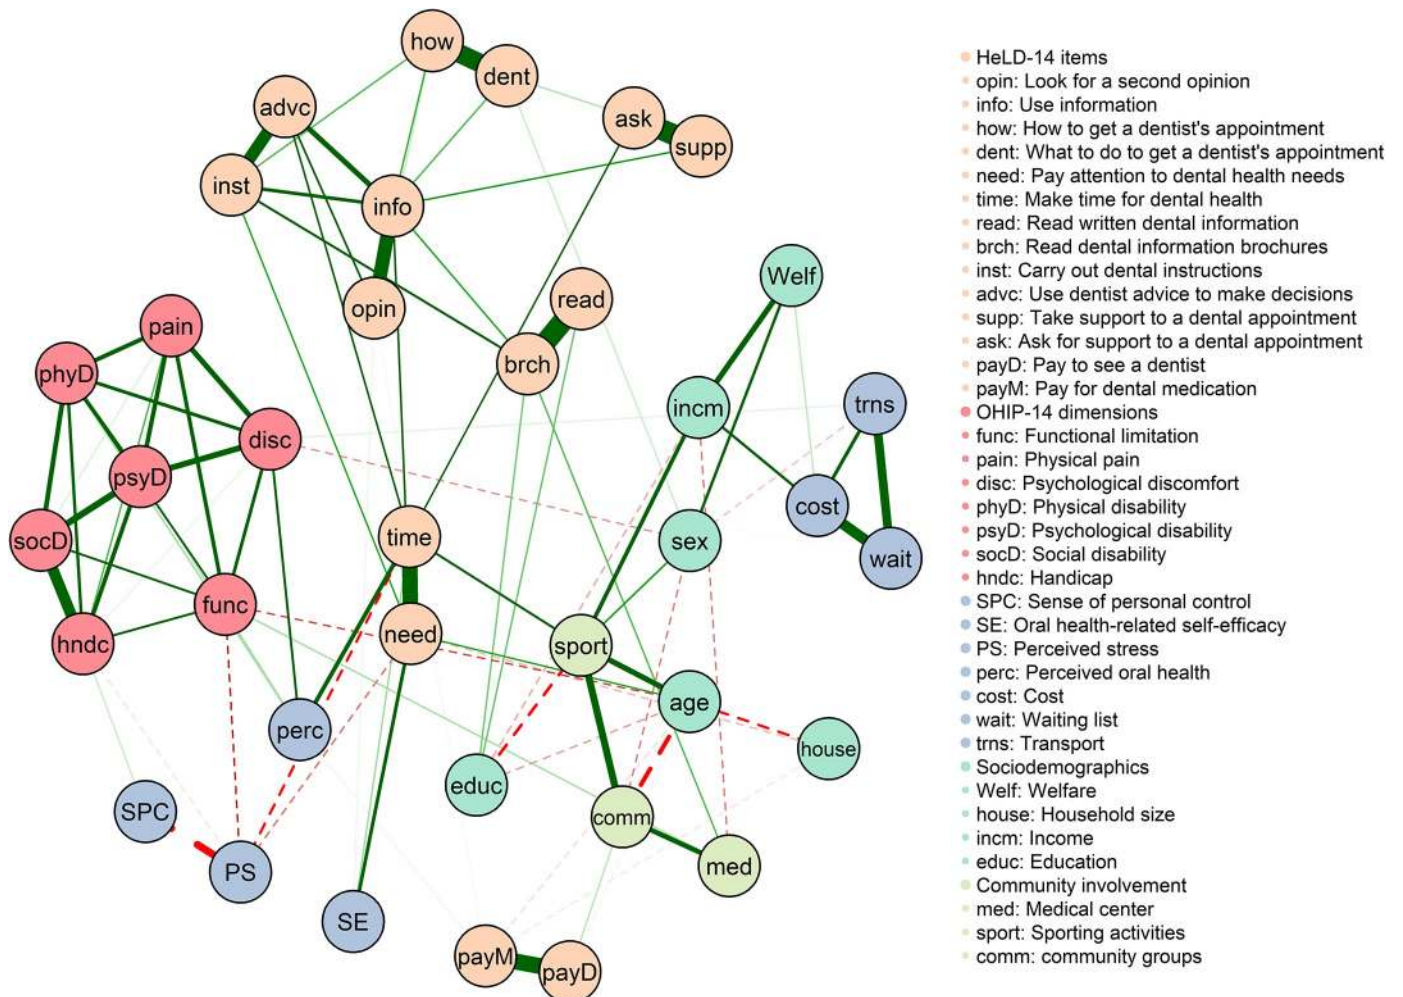 how
dent
advc
ask
supp
inst
info
Welf
opin
read
pain
brch
phyD
incm
trns
disc
psyD
cost
socD
time
sex
wait
func
need
sport
hndc
age
perc
house
educ
SPC
comm
PS
med
SE
payM
payD
HeLD-14 items
opin: Look for a second opinion
info: Use information
how: How to get a dentist's appointment
dent: What to do to get a dentist's appointment
need: Pay attention to dental health needs
time: Make time for dental health
read: Read written dental information
brch: Read dental information brochures
inst: Carry out dental instructions
advc: Use dentist advice to make decisions
supp: Take support to a dental appointment
ask: Ask for support to a dental appointment
payD: Pay to see a dentist
payM: Pay for dental medication
OHIP-14 dimensions
func: Functional limitation
pain: Physical pain
disc: Psychological discomfort
phyD: Physical disability
psyD: Psychological disability
socD: Social disability
hndc: Handicap
SPC: Sense of personal control
SE: Oral health-related self-efficacy
PS: Perceived stress
perc: Perceived oral health
cost: Cost
wait: Waiting list
trns: Transport
Sociodemographics
Welf: Welfare
house: Household size
incm: Income
educ: Education
Community involvement
med: Medical center
sport: Sporting activities
comm: community groups